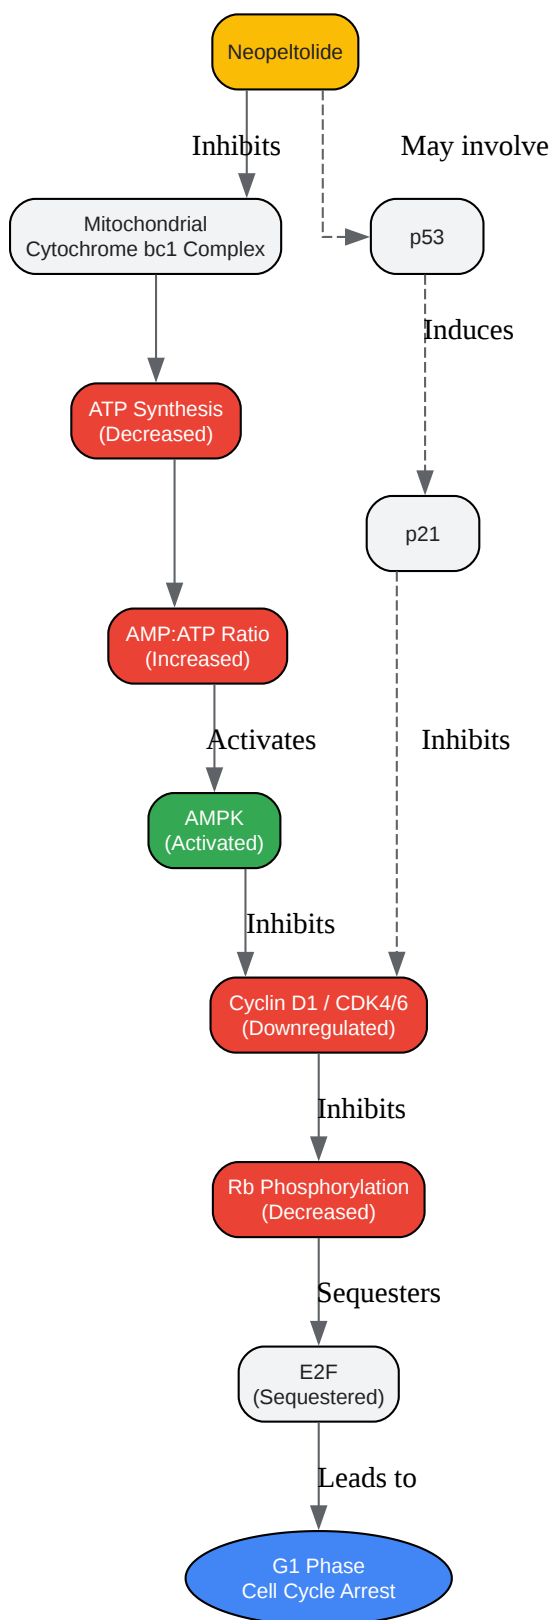 Neopeltolide
Inhibits
May involve
Mitochondrial
Cytochrome bc1 Complex
p53
Induces
ATP Synthesis
(Decreased)
p21
AMP:ATP Ratio
(Increased)
Activates
Inhibits
AMPK
(Activated)
Inhibits
Cyclin D1 / CDK4/6
(Downregulated)
Inhibits
Rb Phosphorylation
(Decreased)
Sequesters
E2F
(Sequestered)
Leads to
G1 Phase
Cell Cycle Arrest